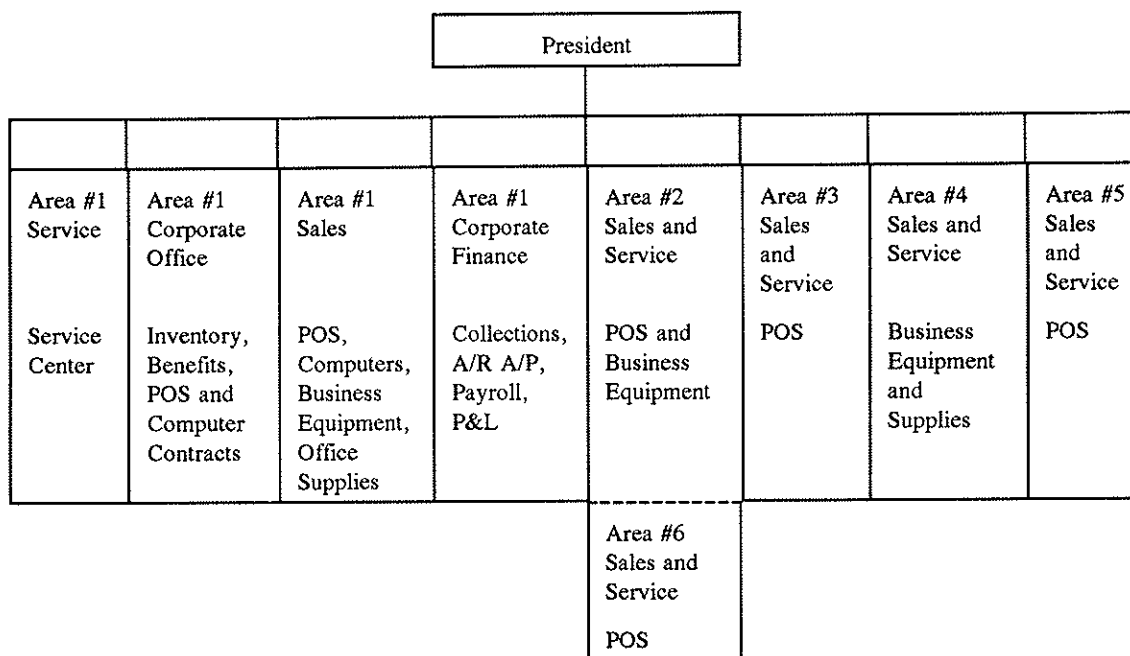 President
Area #1
Service
Service
Center
Area #1
Corporate
Office
Inventory,
Benefits,
POS and
Computer
Contracts
Area #1
Sales
POS,
Computers,
Business
Equipment,
Office
Supplies
Area #1
Corporate
Finance
Collections,
A/R A/P,
Payroll,
P&L
Area #2
Sales and
Service
POS and
Business
Equipment
Area #3
Sales
and
Service
POS
Area #4
Sales and
Service
Business
Equipment
and
Supplies
Area #5
Sales
and
Service
POS
Area #6
Sales and
Service
POS